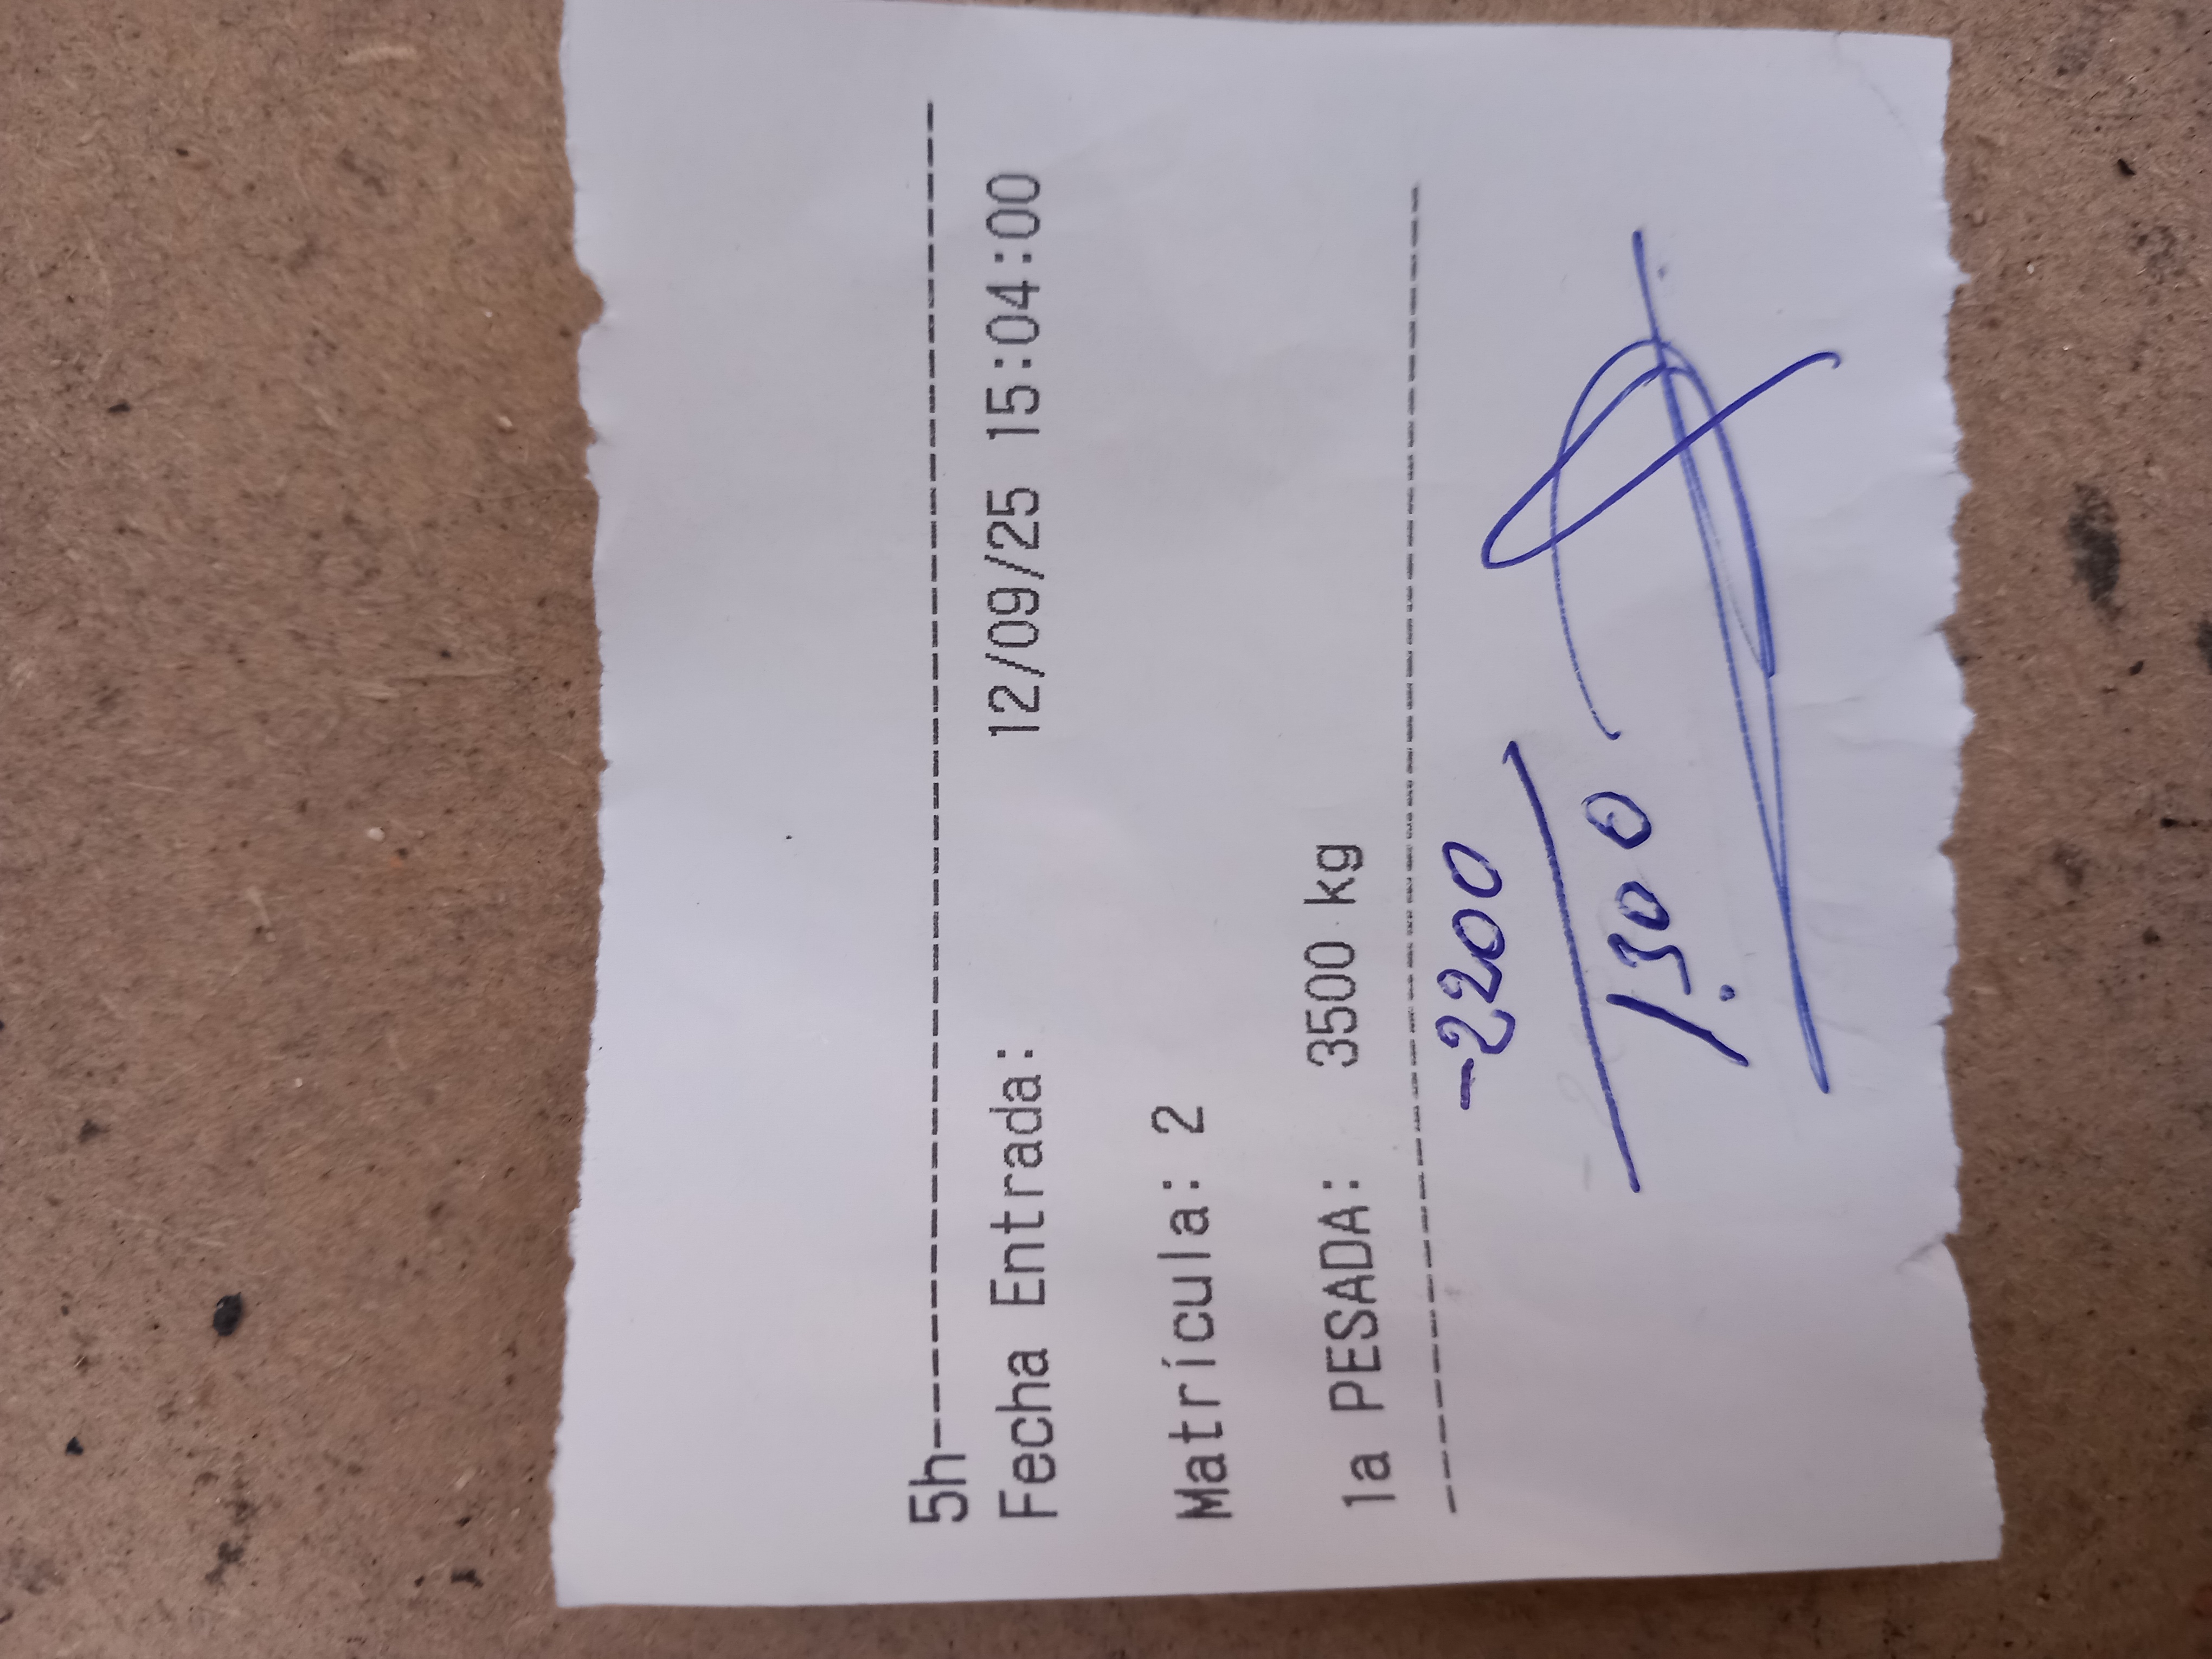 5h----------------------------------------
Fecha Entrada: 12/09/25 15:04:00
Matrícula: 2
1a PESADA: 3500 kg
----------------------------------------
-2200
1.300